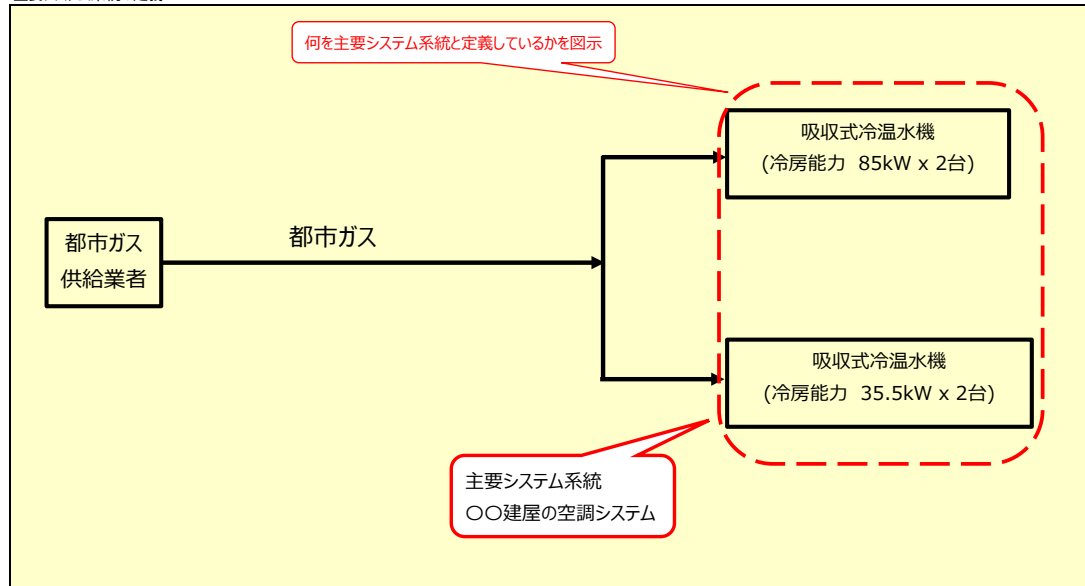 何を主要システム系統と定義しているかを図示
吸収式冷温水機
(冷房能力 85kW x 2台)
都市ガス
供給業者
都市ガス
吸収式冷温水機
(冷房能力 35.5kW x 2台)
主要システム系統
〇〇建屋の空調システム